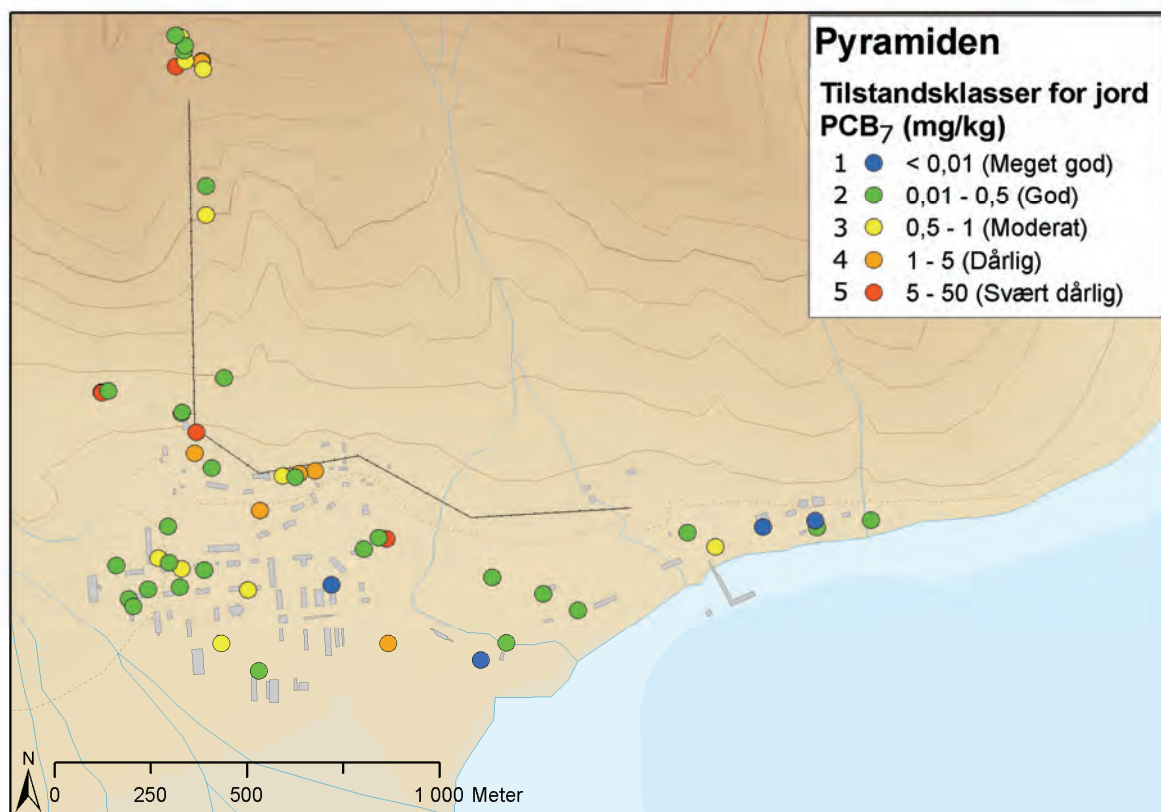 Pyramiden
Tilstandsklasser for jord
PCB7 (mg/kg)
1 < 0,01 (Meget god)
2 0,01 - 0,5 (God)
3 0,5 - 1 (Moderat)
4 1 - 5 (Dårlig)
5 5 - 50 (Svært dårlig)
N
0 250 500 1 000 Meter